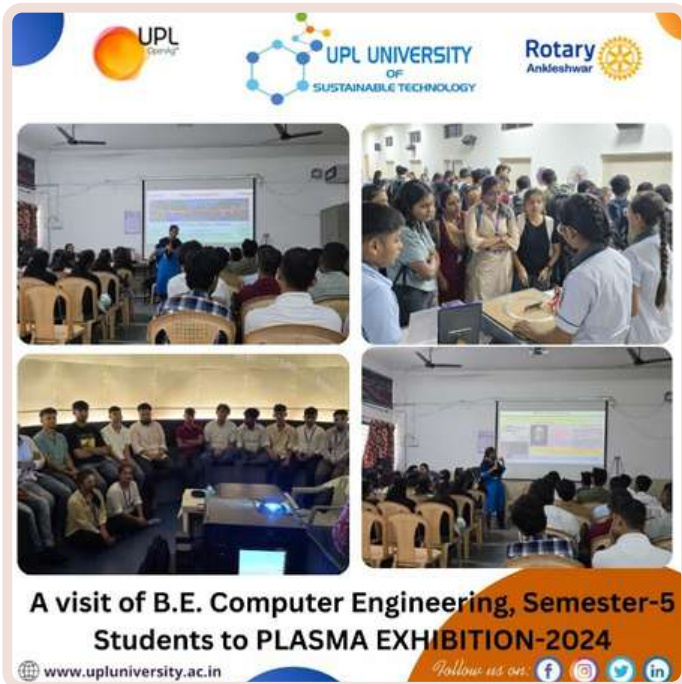 UPL
OpenAg™
UPL UNIVERSITY
OF
SUSTAINABLE TECHNOLOGY
Rotary
Ankleshwar
A visit of B.E. Computer Engineering, Semester-5
Students to PLASMA EXHIBITION-2024
www.upluniversity.ac.in
Follow us on: